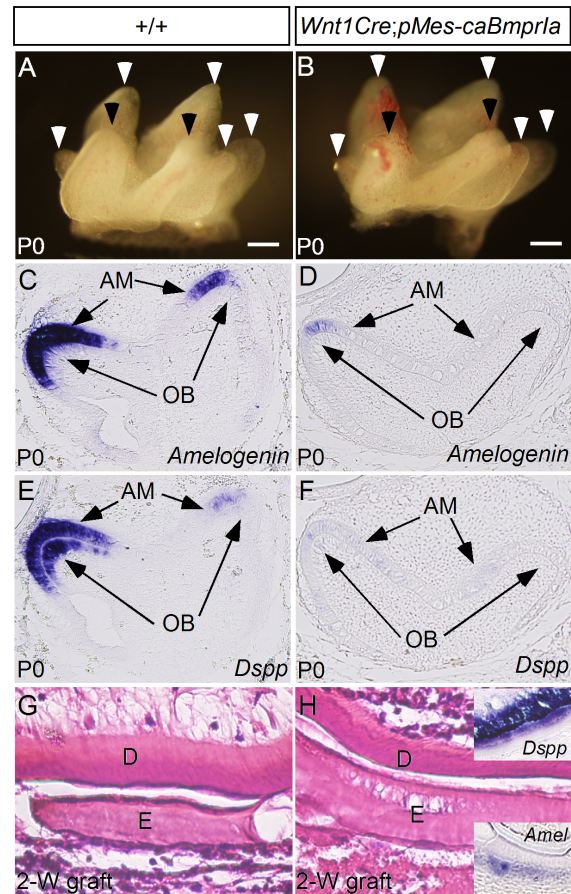 +/+
Wnt1Cre;pMes-caBmprIa
A
P0
B
P0
C
AM
OB
P0
Amelogenin
D
AM
OB
P0
Amelogenin
E
AM
OB
P0
Dspp
F
AM
OB
P0
Dspp
G
D
E
2-W graft
H
Dspp
D
E
Amel
2-W graft